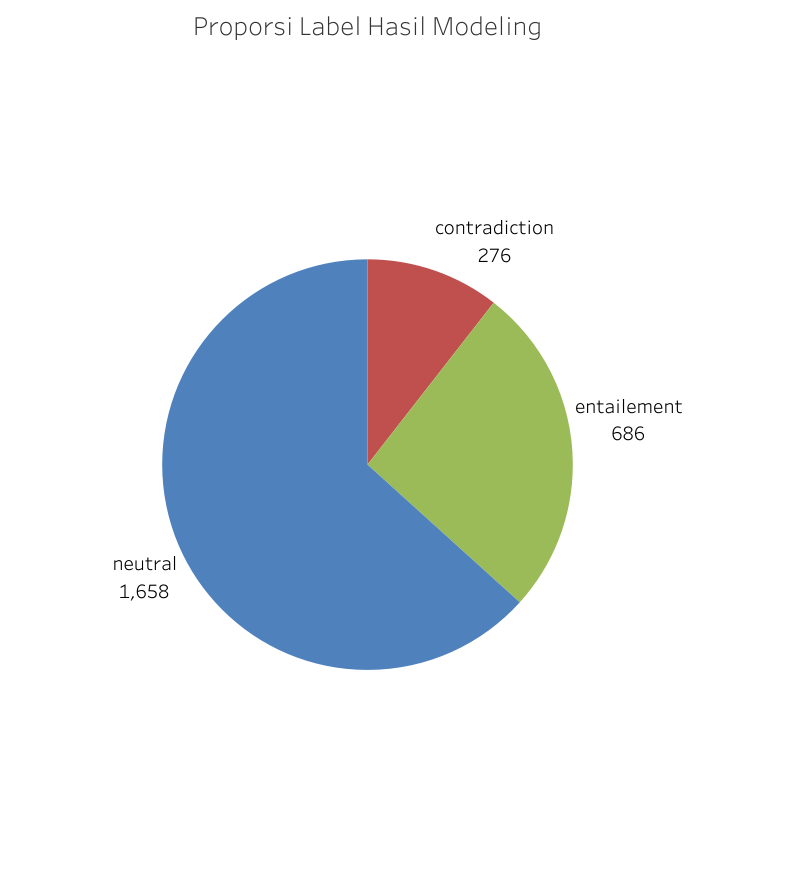 Proporsi Label Hasil Modeling
contradiction
276
entailement
686
neutral
1,658